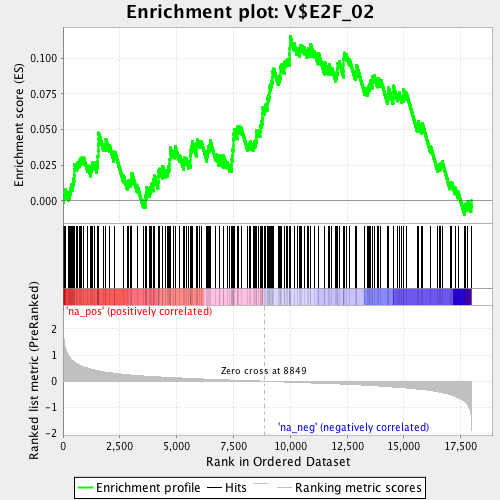 Enrichment plot: V$E2F_02
Enrichment score (ES)
0.100
0.075
0.050
0.025
0.000
'na_pos' (positively correlated)
Ranked list metric (PreRanked)
2
1
0
-1
-2
Zero cross at 8849
'na_neg' (negatively correlated)
0
2,500
5,000
7,500
10,000
12,500
15,000
17,500
Rank in Ordered Dataset
Enrichment profile
Hits
Ranking metric scores